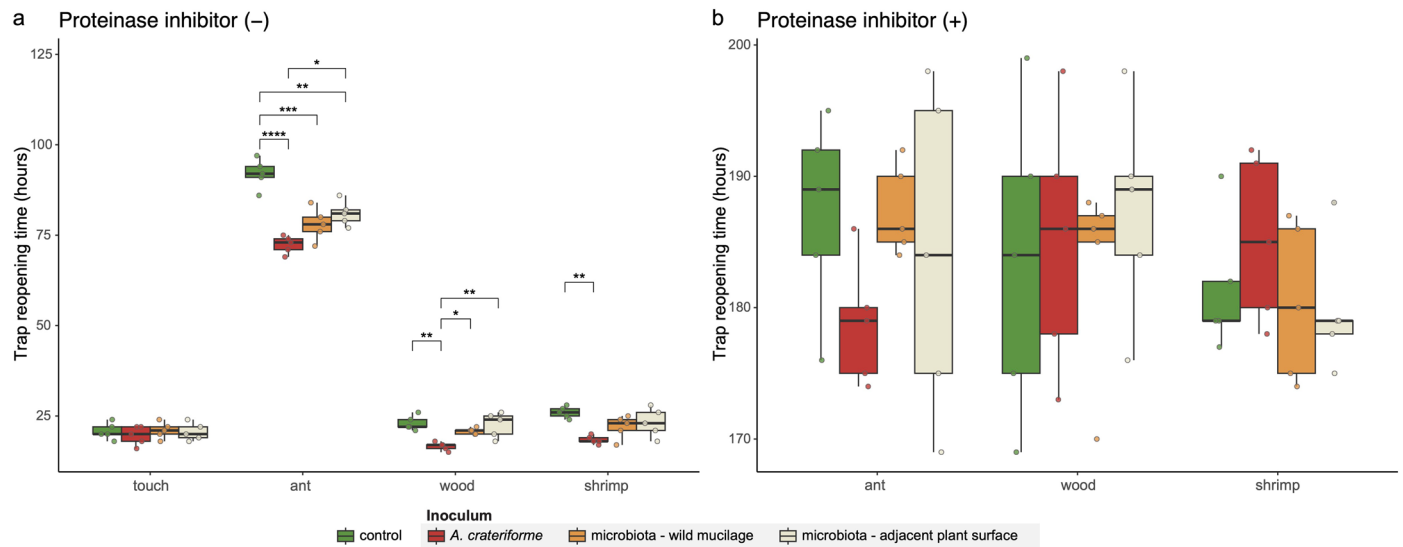 a Proteinase inhibitor (–)
Trap reopening time (hours)
125
100
75
50
25
*
**
***
****
**
*
**
**
touch ant wood shrimp
b Proteinase inhibitor (+)
Trap reopening time (hours)
200
190
180
170
ant wood shrimp
Inoculum
control A. crateriforme microbiota - wild mucilage microbiota - adjacent plant surface